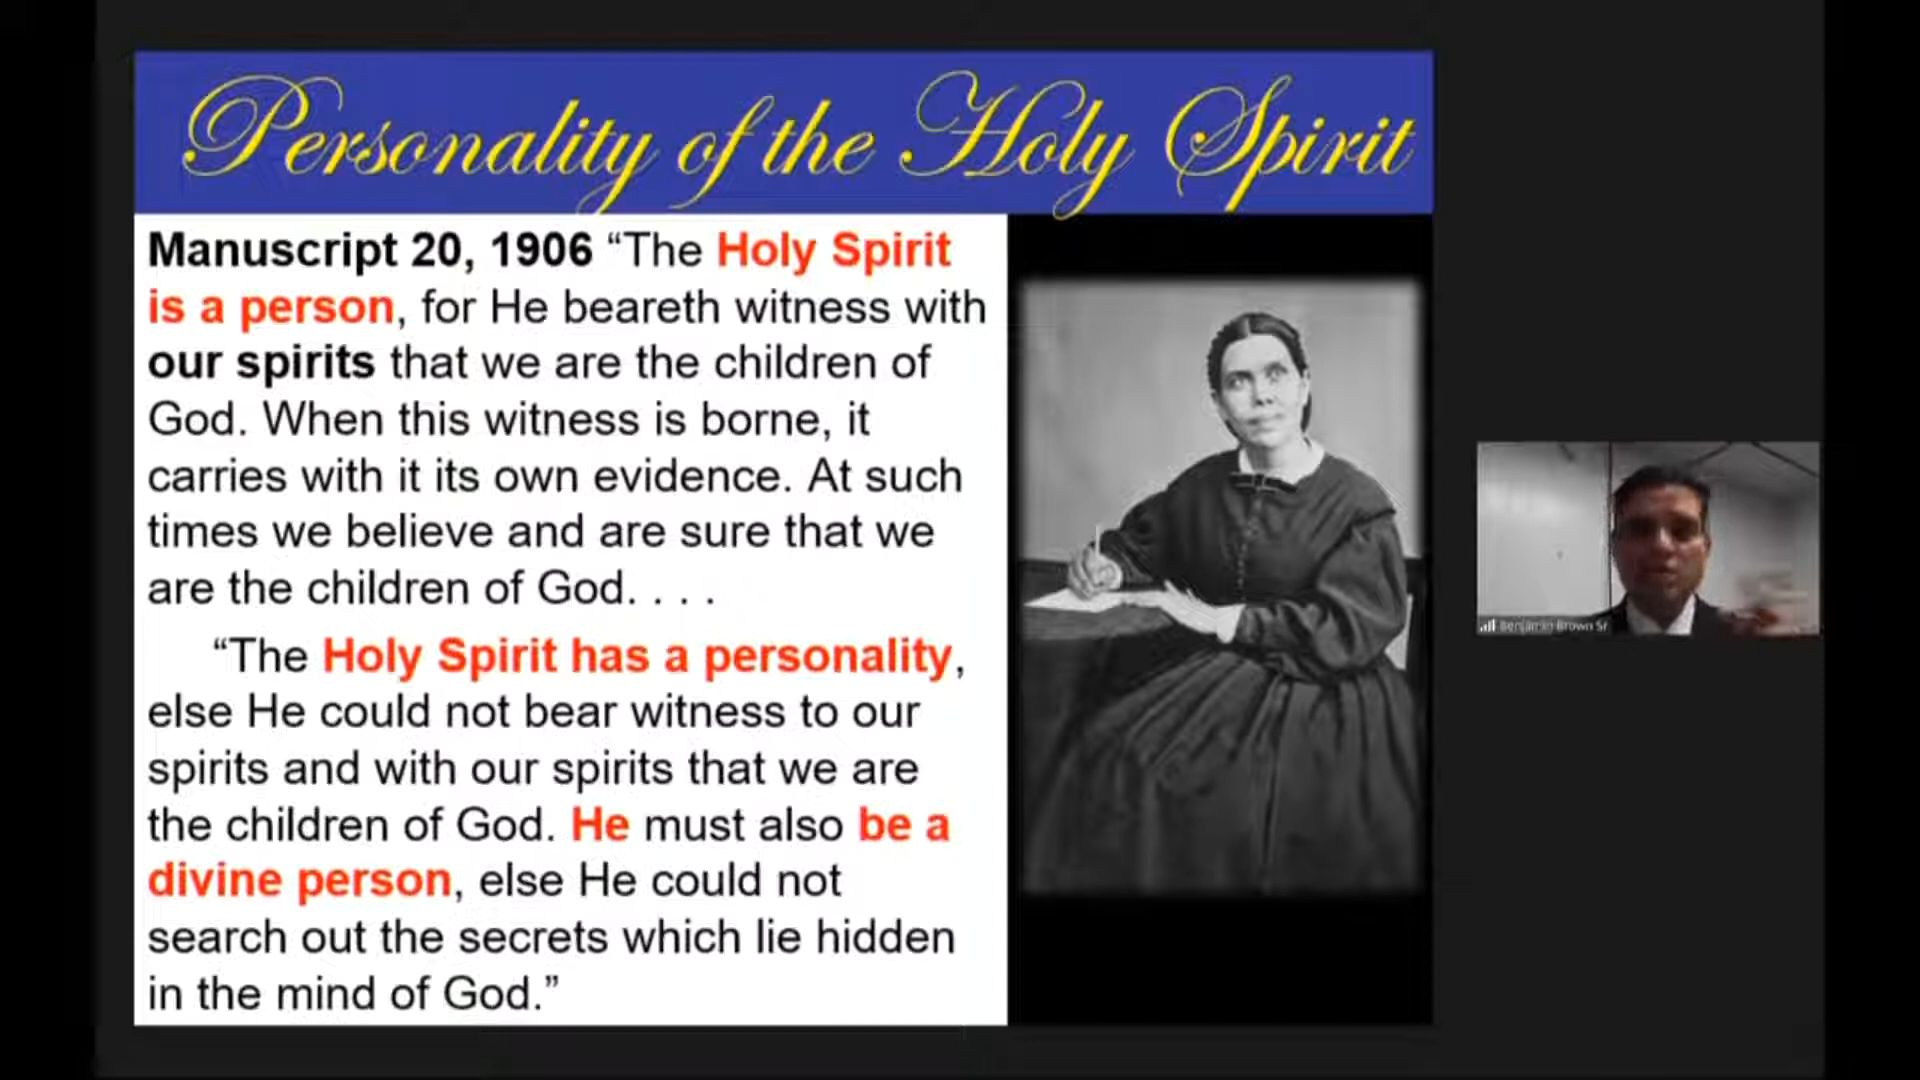 Personality of the Holy Spirit
Manuscript 20, 1906 “The Holy Spirit
is a person, for He beareth witness with
our spirits that we are the children of
God. When this witness is borne, it
carries with it its own evidence. At such
times we believe and are sure that we
are the children of God. . . .
“The Holy Spirit has a personality,
else He could not bear witness to our
spirits and with our spirits that we are
the children of God. He must also be a
divine person, else He could not
search out the secrets which lie hidden
in the mind of God.”
Benjamin Brown Sr